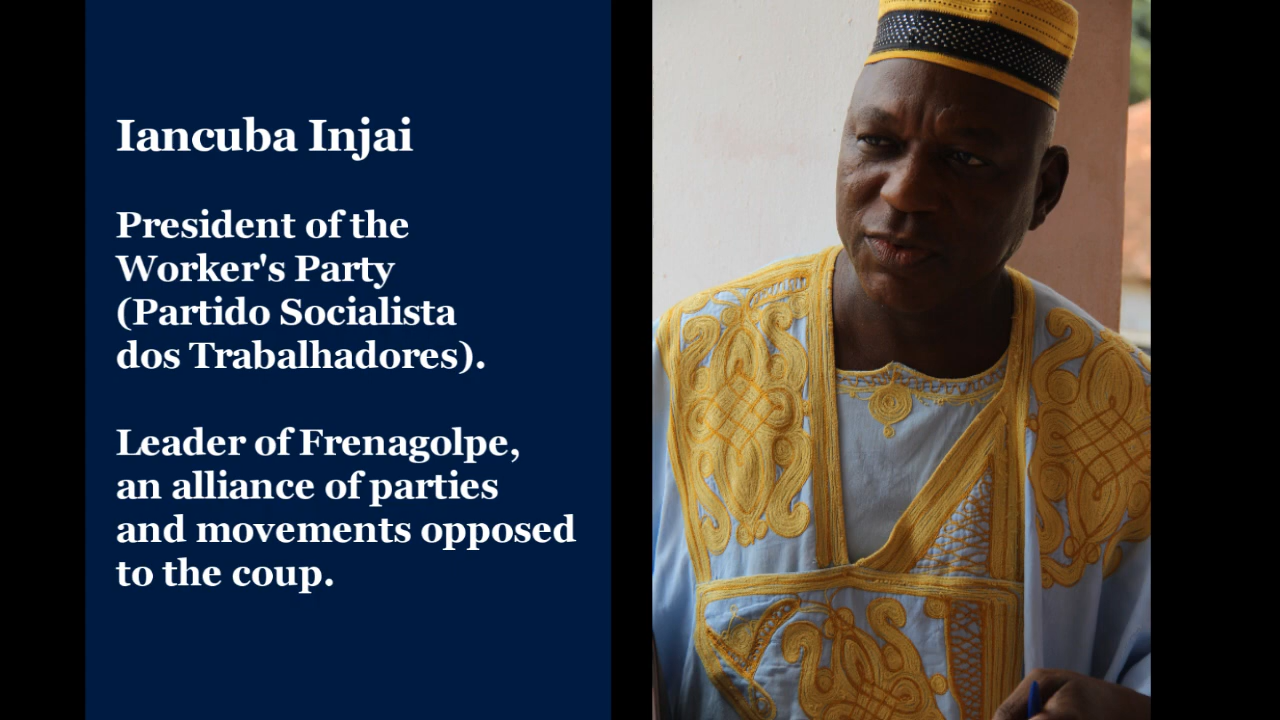 Iancuba Injai
President of the
Worker's Party
(Partido Socialista
dos Trabalhadores).
Leader of Frenagolpe,
an alliance of parties
and movements opposed
to the coup.